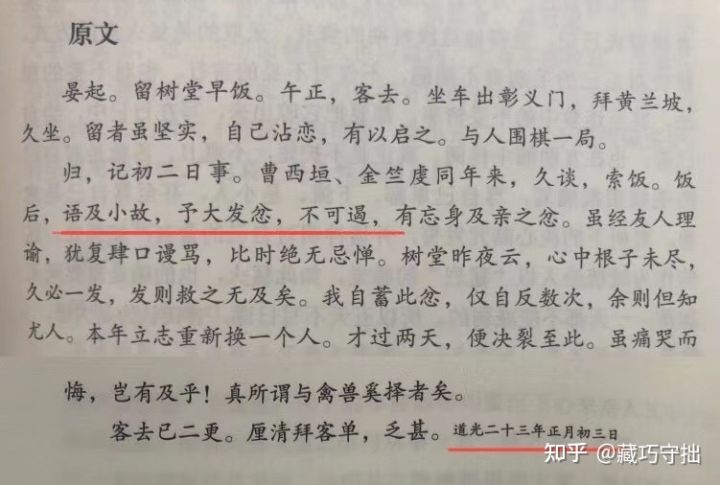 原文
晏起。留树堂早饭。午正，客去。坐车出彰义门，拜黄兰坡，
久坐。留者虽坚实，自己沾恋，有以启之。与人围棋一局。
归，记初二日事。曹西垣、金竺虔同年来，久谈，索饭。饭
后，语及小故，予大发忿，不可遏，有忘身及亲之忿。虽经友人理
谕，犹复肆口谩骂，比时绝无忌惮。树堂昨夜云，心中根子未尽，
久必一发，发则救之无及矣。我自蓄此忿，仅自反数次，余则但知
尤人。本年立志重新换一个人。才过两天，便决裂至此。虽痛哭而
悔，岂有及乎！真所谓与禽兽奚择者矣。
客去已二更。厘清拜客单，乏甚。道光二十三年正月初三日
知乎 @藏巧守拙